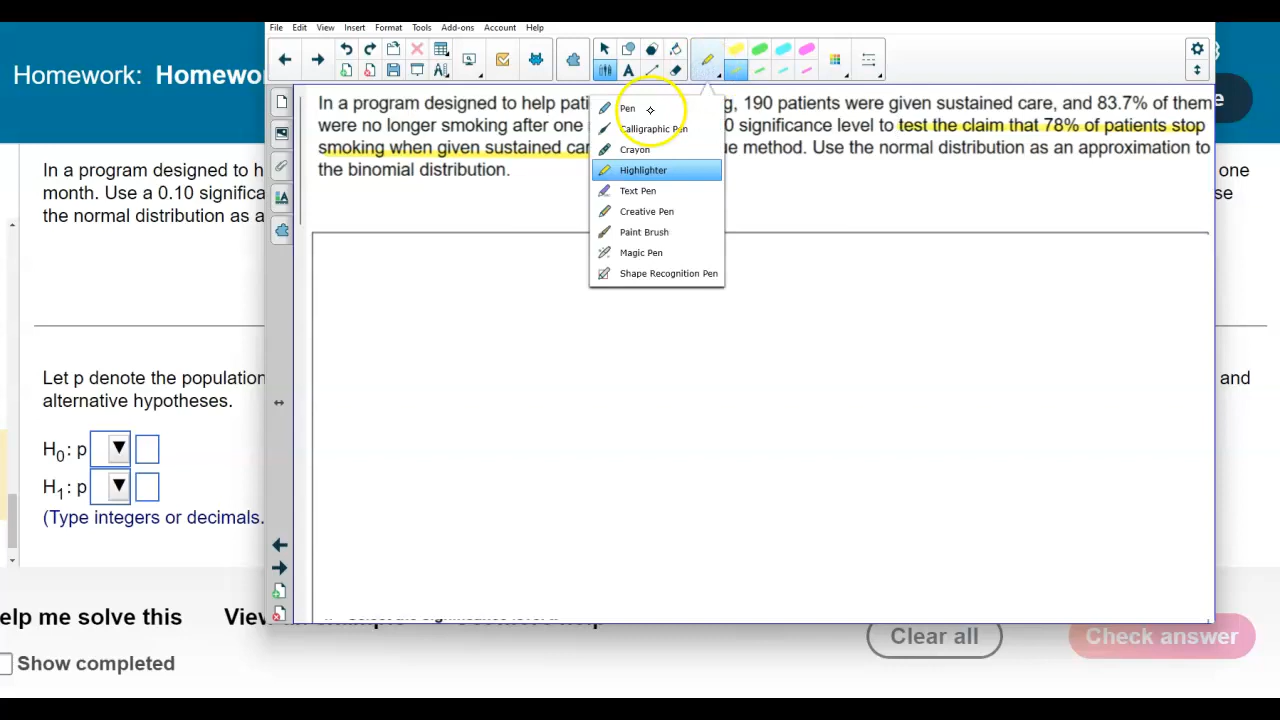 File Edit View Insert Format Tools Add-ons Account Help
Homework: Homewor
In a program designed to help pati g, 190 patients were given sustained care, and 83.7% of them
were no longer smoking after one 0 significance level to test the claim that 78% of patients stop
smoking when given sustained car ue method. Use the normal distribution as an approximation to
the binomial distribution.
Pen
Calligraphic Pen
Crayon
Highlighter
Text Pen
Creative Pen
Paint Brush
Magic Pen
Shape Recognition Pen
In a program designed to h one
month. Use a 0.10 significa se
the normal distribution as a
Let p denote the population and
alternative hypotheses.
H0: p ▼
H1: p ▼
(Type integers or decimals.
elp me solve this
Clear all
Check answer
Show completed